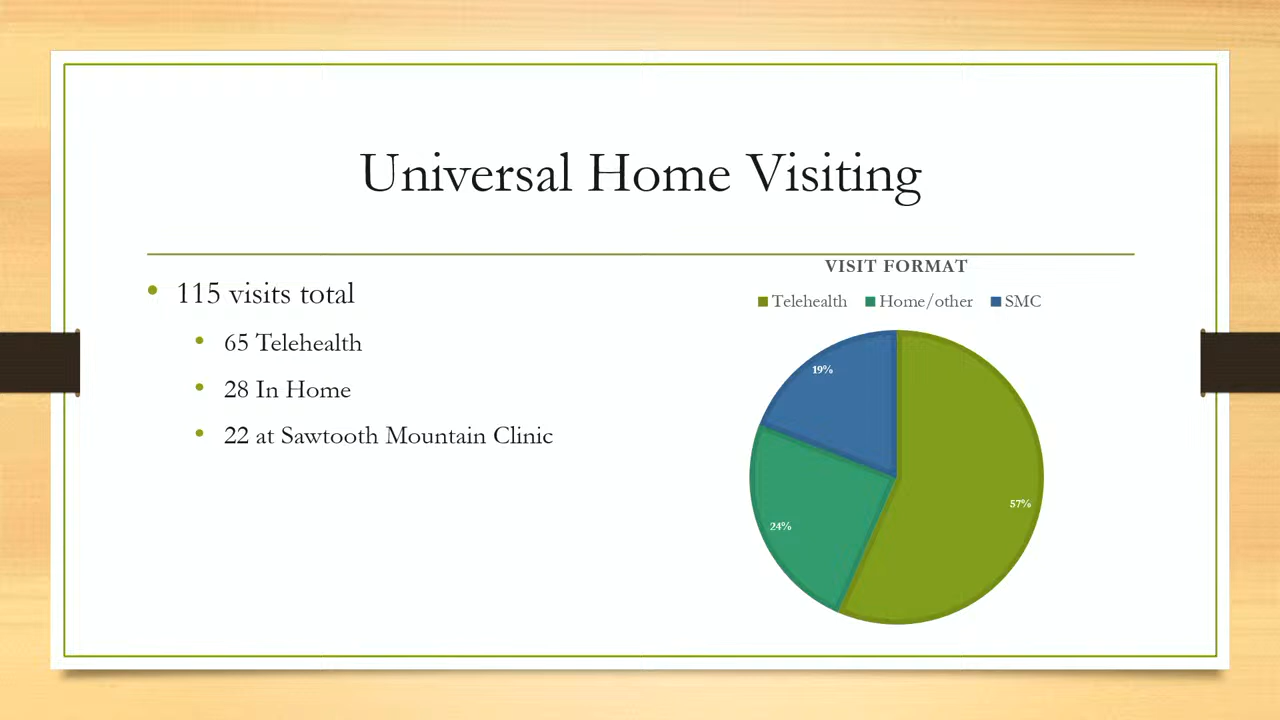 Universal Home Visiting
• 115 visits total
• 65 Telehealth
• 28 In Home
• 22 at Sawtooth Mountain Clinic
VISIT FORMAT
Telehealth Home/other SMC
19%
57%
24%